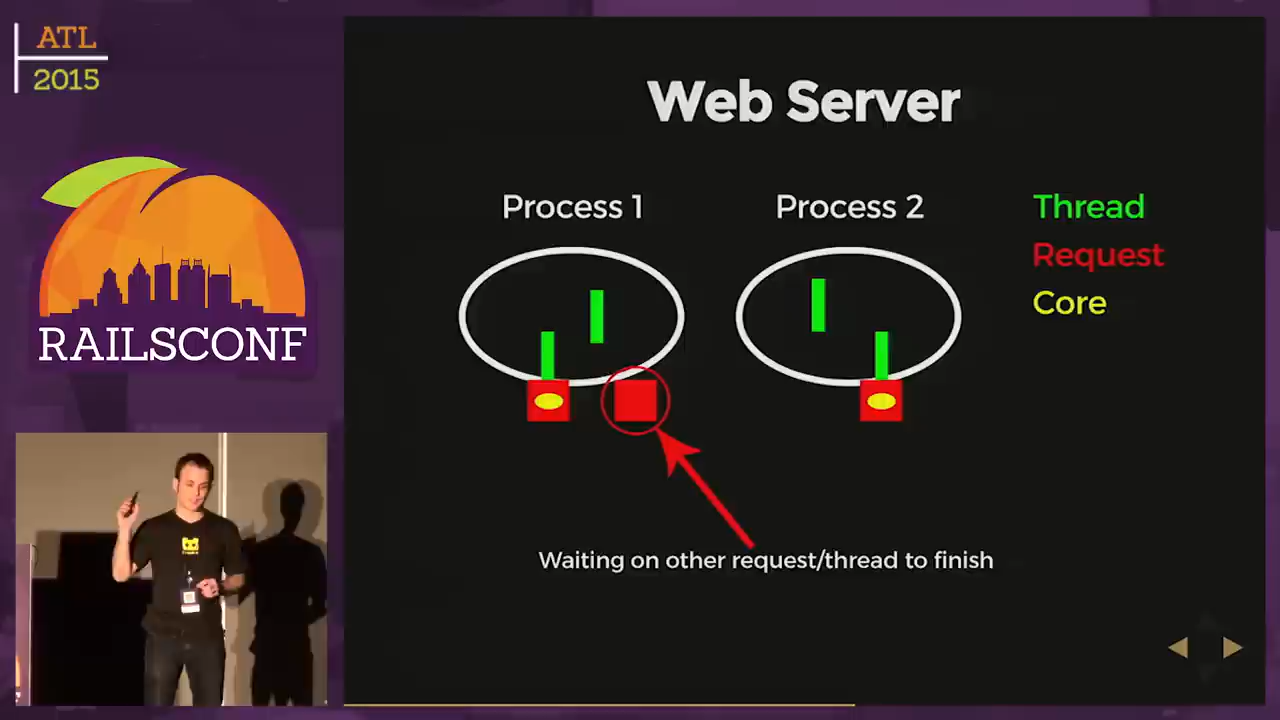 ATL
2015
RAILSCONF
Web Server
Process 1
Process 2
Thread
Request
Core
Waiting on other request/thread to finish